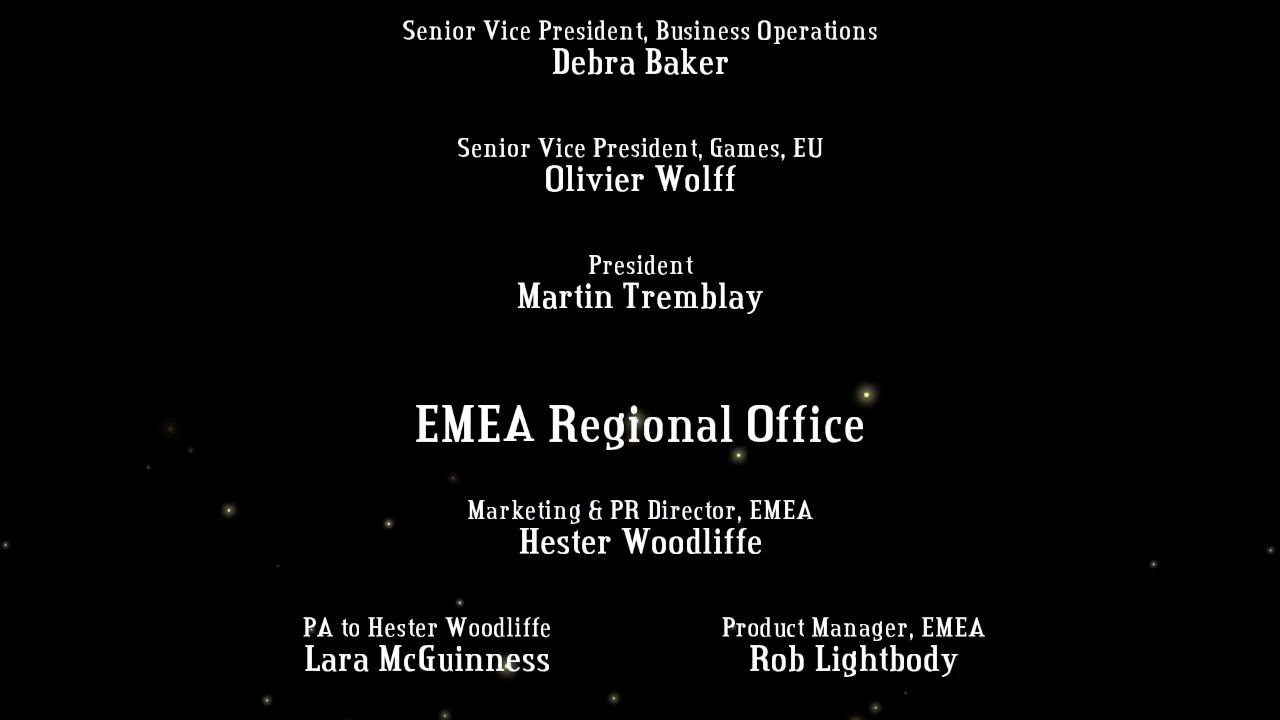 Senior Vice President, Business Operations
Debra Baker
Senior Vice President, Games, EU
Olivier Wolff
President
Martin Tremblay
EMEA Regional Office
Marketing & PR Director, EMEA
Hester Woodliffe
PA to Hester Woodliffe
Lara McGuinness
Product Manager, EMEA
Rob Lightbody